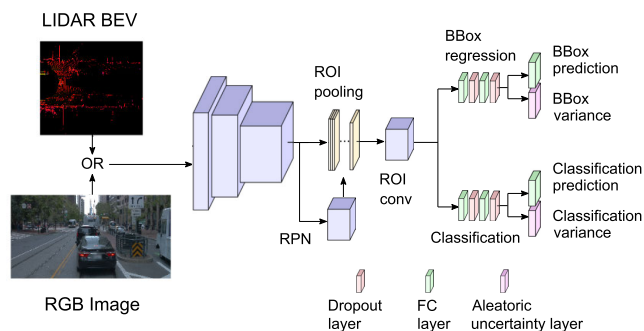 LIDAR BEV
OR
RGB Image
ROI
pooling
RPN
ROI
conv
BBox
regression
BBox
prediction
BBox
variance
Classification
Classification
prediction
Classification
variance
Dropout
layer
FC
layer
Aleatoric
uncertainty layer